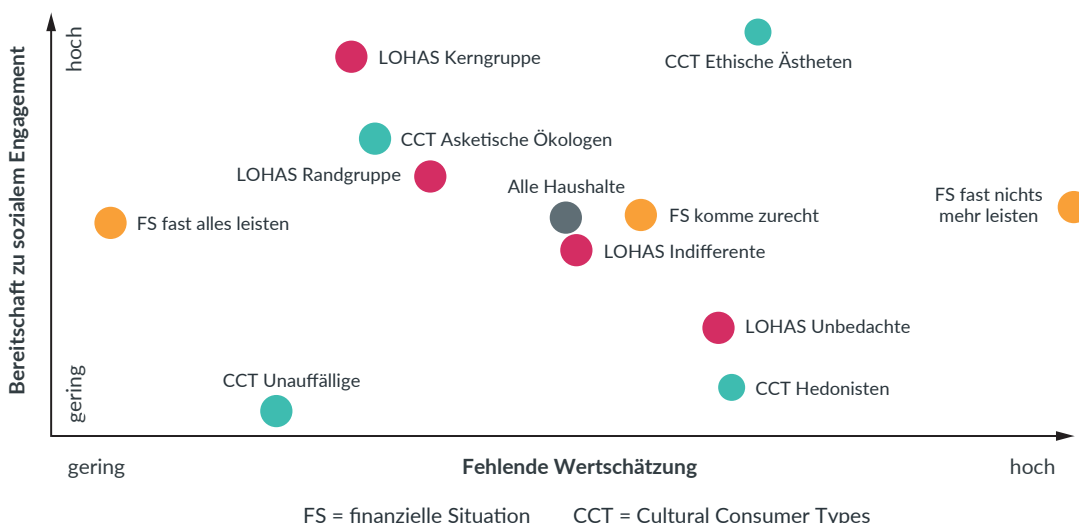 Bereitschaft zu sozialem Engagement
hoch
gering
LOHAS Kerngruppe
CCT Ethische Ästheten
CCT Asketische Ökologen
LOHAS Randgruppe
Alle Haushalte
FS fast nichts
mehr leisten
FS fast alles leisten
FS komme zurecht
LOHAS Indifferente
LOHAS Unbedachte
CCT Unauffällige
CCT Hedonisten
gering
Fehlende Wertschätzung
hoch
FS = finanzielle Situation
CCT = Cultural Consumer Types